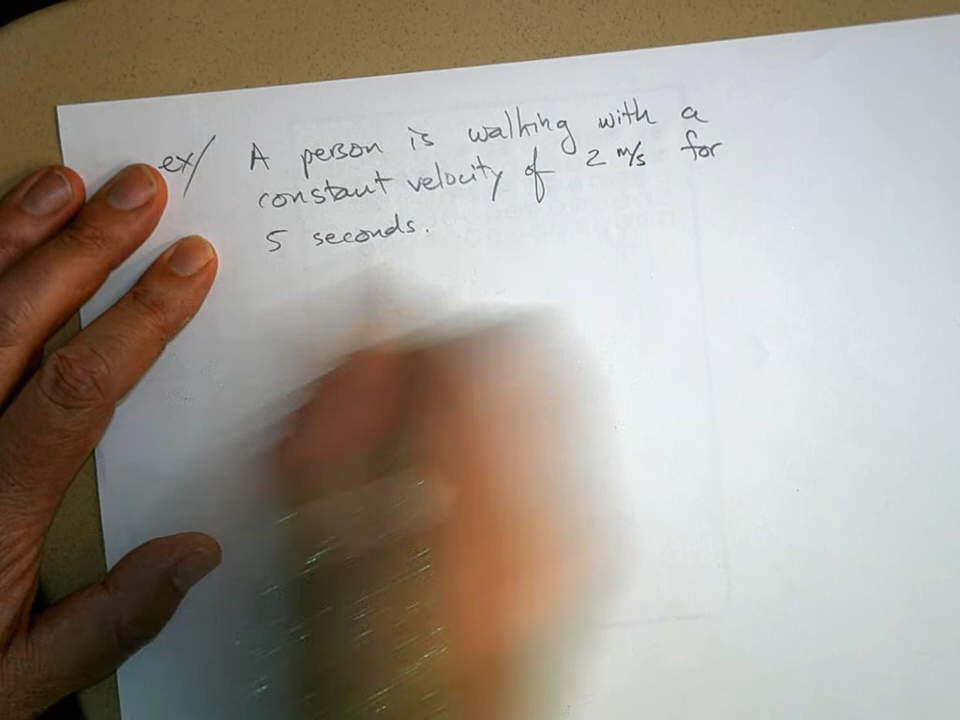 ex/ A person is walking with a
constant velocity of 2 m/s for
5 seconds.